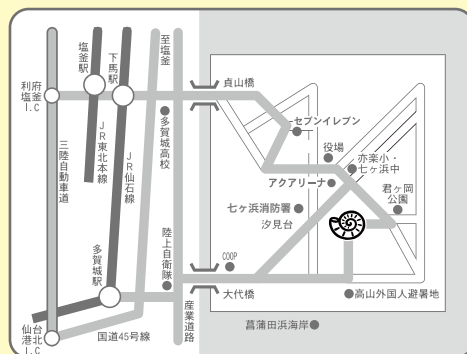 塩釜駅
下馬駅
至塩釜
利府
塩釜
I.C
貞山橋
セブンイレブン
多賀城高校
役場
亦楽小・
七ヶ浜中
アクアリーナ
三陸自動車道
JR東北本線
JR仙石線
君ヶ岡
公園
七ヶ浜消防署
汐見台
陸上自衛隊
多賀城駅
COOP
大代橋
高山外国人避暑地
産業道路
国道45号線
仙台
港北
I.C
菖蒲田浜海岸